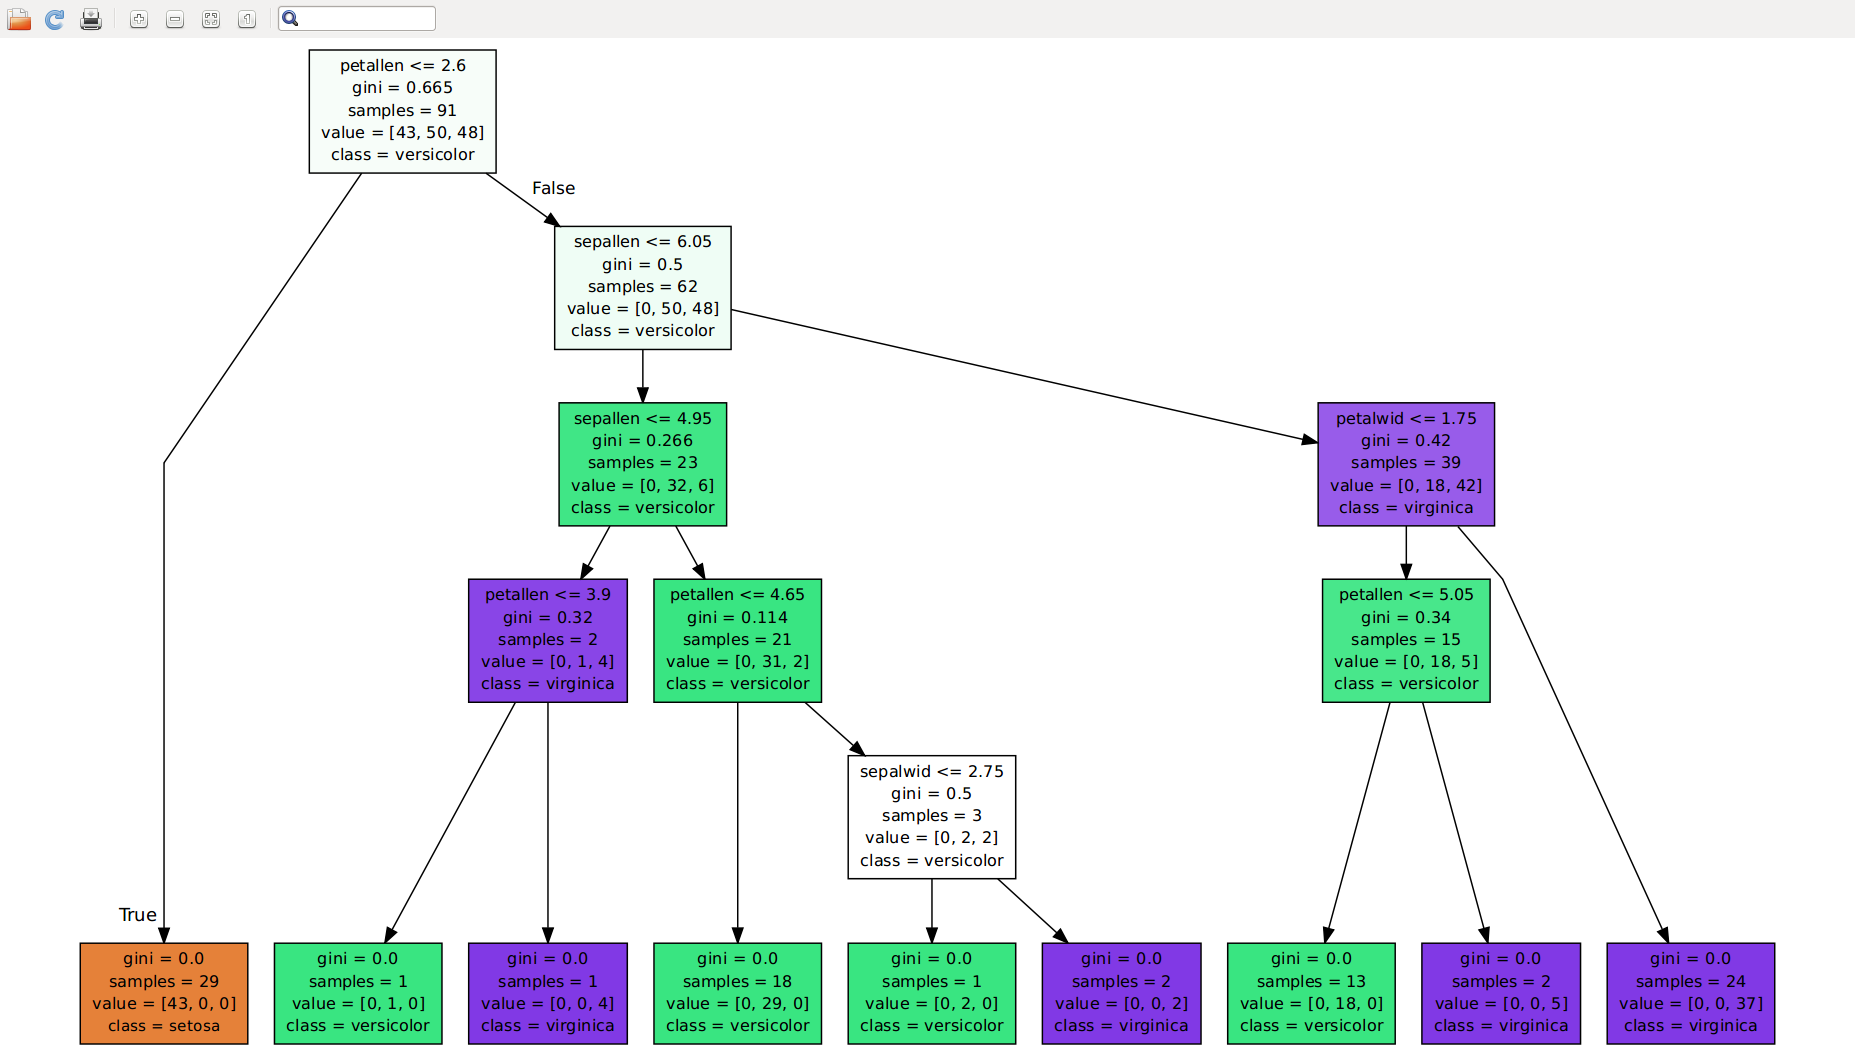 1
petallen <= 2.6
gini = 0.665
samples = 91
value = [43, 50, 48]
class = versicolor
False
sepallen <= 6.05
gini = 0.5
samples = 62
value = [0, 50, 48]
class = versicolor
sepallen <= 4.95
gini = 0.266
samples = 23
value = [0, 32, 6]
class = versicolor
petalwid <= 1.75
gini = 0.42
samples = 39
value = [0, 18, 42]
class = virginica
petallen <= 3.9
gini = 0.32
samples = 2
value = [0, 1, 4]
class = virginica
petallen <= 4.65
gini = 0.114
samples = 21
value = [0, 31, 2]
class = versicolor
petallen <= 5.05
gini = 0.34
samples = 15
value = [0, 18, 5]
class = versicolor
sepalwid <= 2.75
gini = 0.5
samples = 3
value = [0, 2, 2]
class = versicolor
True
gini = 0.0
samples = 29
value = [43, 0, 0]
class = setosa
gini = 0.0
samples = 1
value = [0, 1, 0]
class = versicolor
gini = 0.0
samples = 1
value = [0, 0, 4]
class = virginica
gini = 0.0
samples = 18
value = [0, 29, 0]
class = versicolor
gini = 0.0
samples = 1
value = [0, 2, 0]
class = versicolor
gini = 0.0
samples = 2
value = [0, 0, 2]
class = virginica
gini = 0.0
samples = 13
value = [0, 18, 0]
class = versicolor
gini = 0.0
samples = 2
value = [0, 0, 5]
class = virginica
gini = 0.0
samples = 24
value = [0, 0, 37]
class = virginica